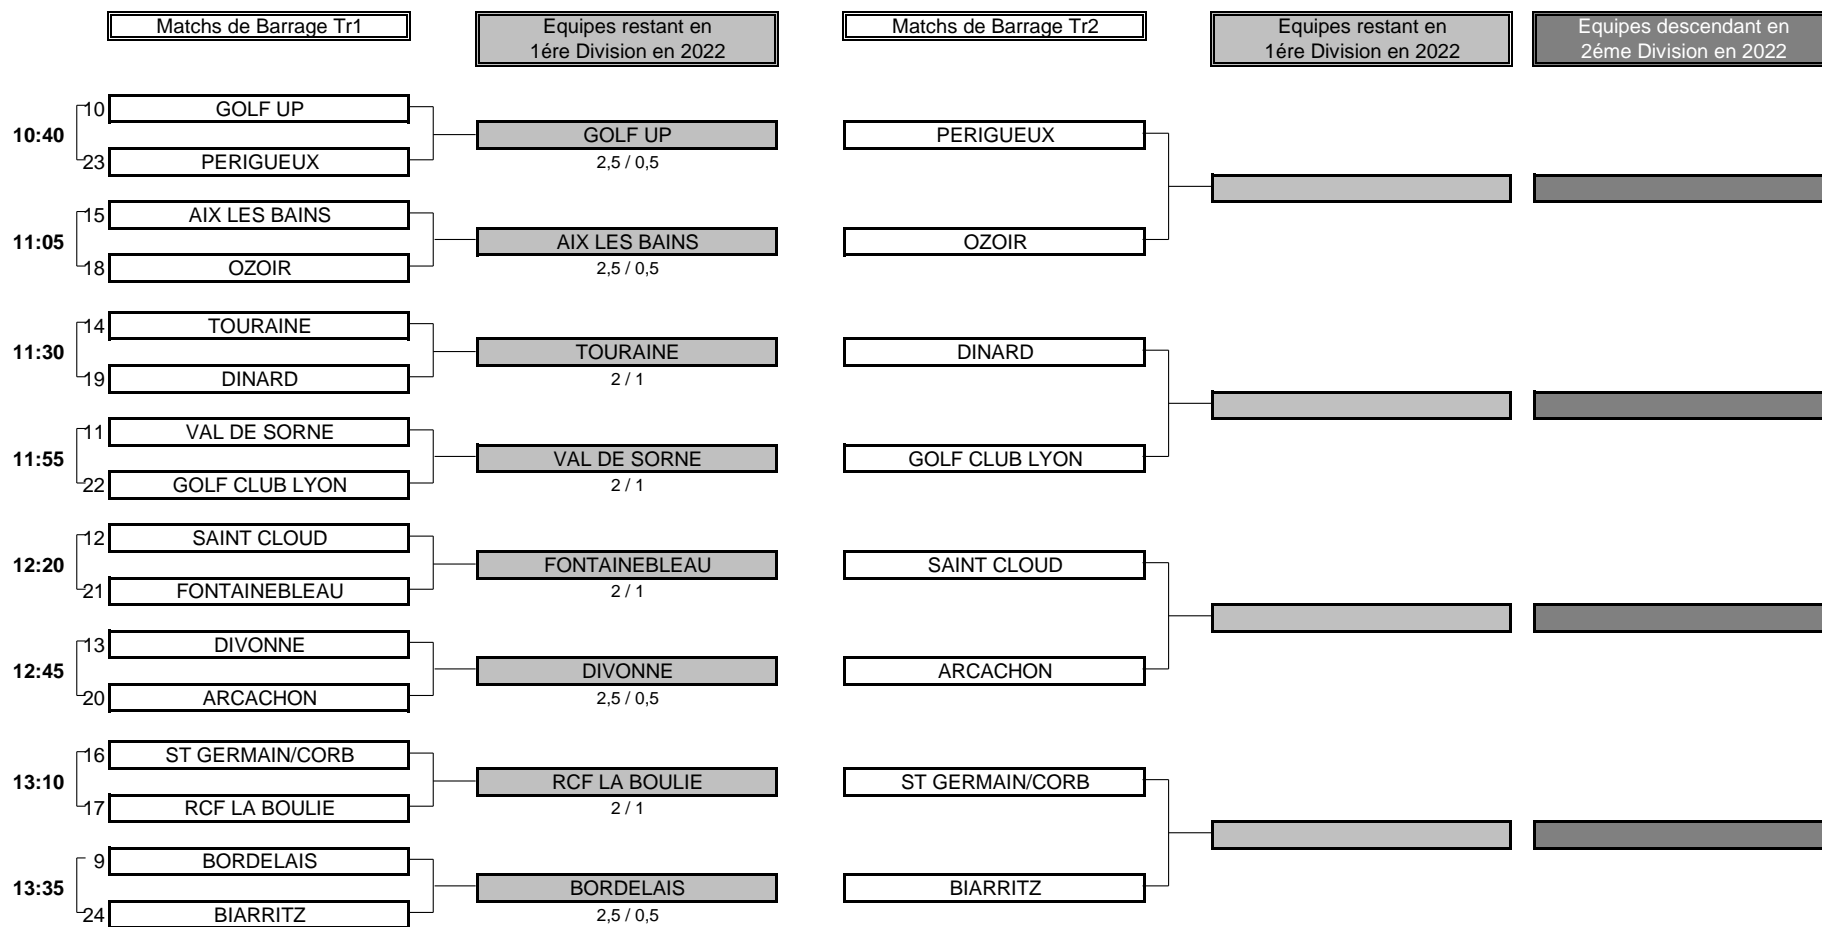 Matchs de Barrage Tr1
Equipes restant en
1ére Division en 2022
Matchs de Barrage Tr2
Equipes restant en
1ére Division en 2022
Equipes descendant en
2éme Division en 2022
10 GOLF UP
10:40 GOLF UP PERIGUEUX
23 PERIGUEUX 2,5 / 0,5
15 AIX LES BAINS
11:05 AIX LES BAINS OZOIR
18 OZOIR 2,5 / 0,5
14 TOURAINE
11:30 TOURAINE DINARD
19 DINARD 2 / 1
11 VAL DE SORNE
11:55 VAL DE SORNE GOLF CLUB LYON
22 GOLF CLUB LYON 2 / 1
12 SAINT CLOUD
12:20 FONTAINEBLEAU SAINT CLOUD
21 FONTAINEBLEAU 2 / 1
13 DIVONNE
12:45 DIVONNE ARCACHON
20 ARCACHON 2,5 / 0,5
16 ST GERMAIN/CORB
13:10 RCF LA BOULIE ST GERMAIN/CORB
17 RCF LA BOULIE 2 / 1
9 BORDELAIS
13:35 BORDELAIS BIARRITZ
24 BIARRITZ 2,5 / 0,5